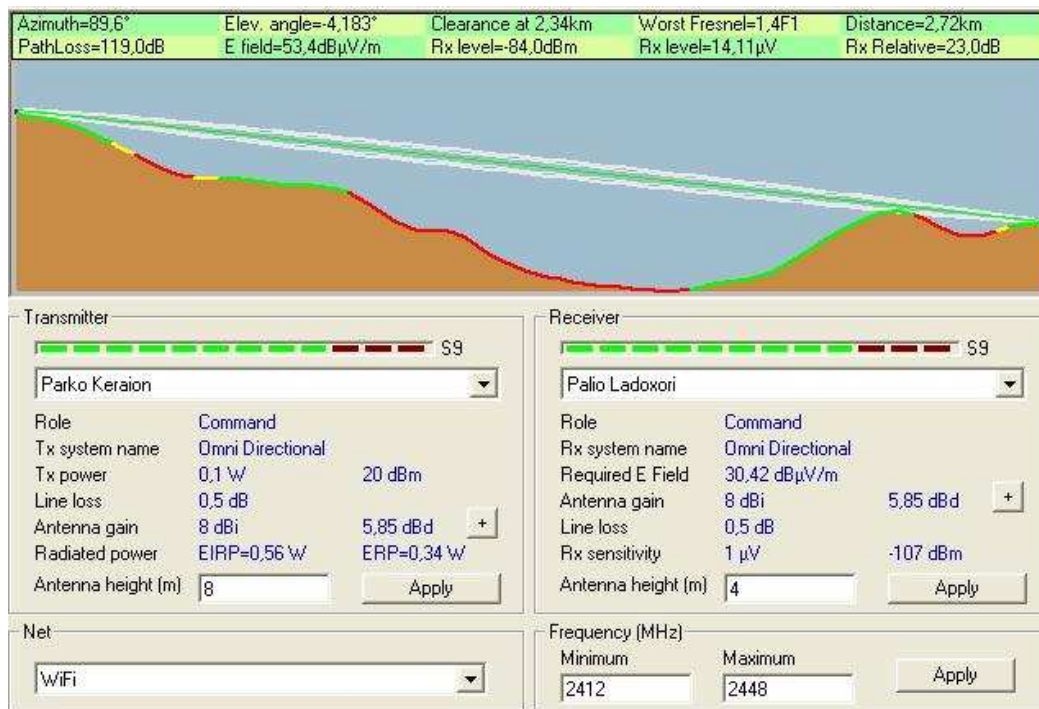 Azimuth=89,6° Elev. angle=-4,183° Clearance at 2,34km Worst Fresnel=1,4F1 Distance=2,72km
PathLoss=119,0dB E field=53,4dBµV/m Rx level=-84,0dBm Rx level=14,11µV Rx Relative=23,0dB
Transmitter
S9
Parko Keraion
Role Command
Tx system name Omni Directional
Tx power 0,1 W 20 dBm
Line loss 0,5 dB
Antenna gain 8 dBi 5,85 dBd +
Radiated power EIRP=0,56 W ERP=0,34 W
Antenna height (m) 8 Apply
Net
WiFi
Receiver
S9
Palio Ladoxori
Role Command
Rx system name Omni Directional
Required E Field 30,42 dBµV/m
Antenna gain 8 dBi 5,85 dBd +
Line loss 0,5 dB
Rx sensitivity 1 µV -107 dBm
Antenna height (m) 4 Apply
Frequency (MHz)
Minimum Maximum
2412 2448 Apply